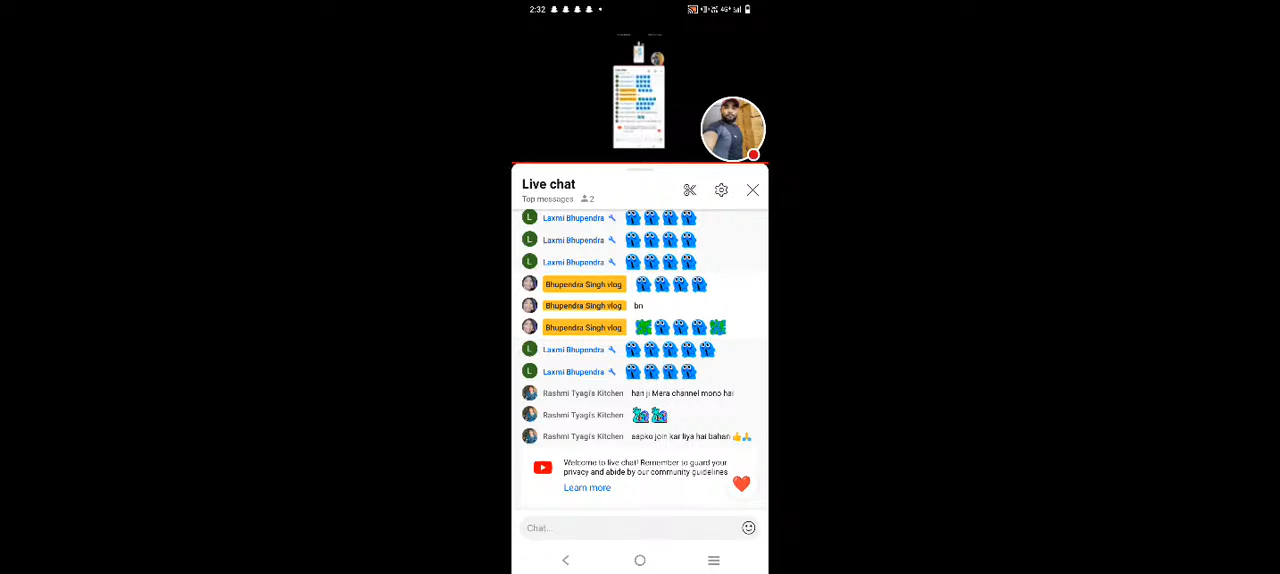 2:32
4G+
Live chat
Top messages 2
Laxmi Bhupendra
Laxmi Bhupendra
Laxmi Bhupendra
Bhupendra Singh vlog
Bhupendra Singh vlog bn
Bhupendra Singh vlog
Laxmi Bhupendra
Laxmi Bhupendra
Rashmi Tyagi's Kitchen han ji Mera channel mono hai
Rashmi Tyagi's Kitchen
Rashmi Tyagi's Kitchen aapko join kar liya hai bahan 👍🙏
Welcome to live chat! Remember to guard your
privacy and abide by our community guidelines
Learn more
Chat...